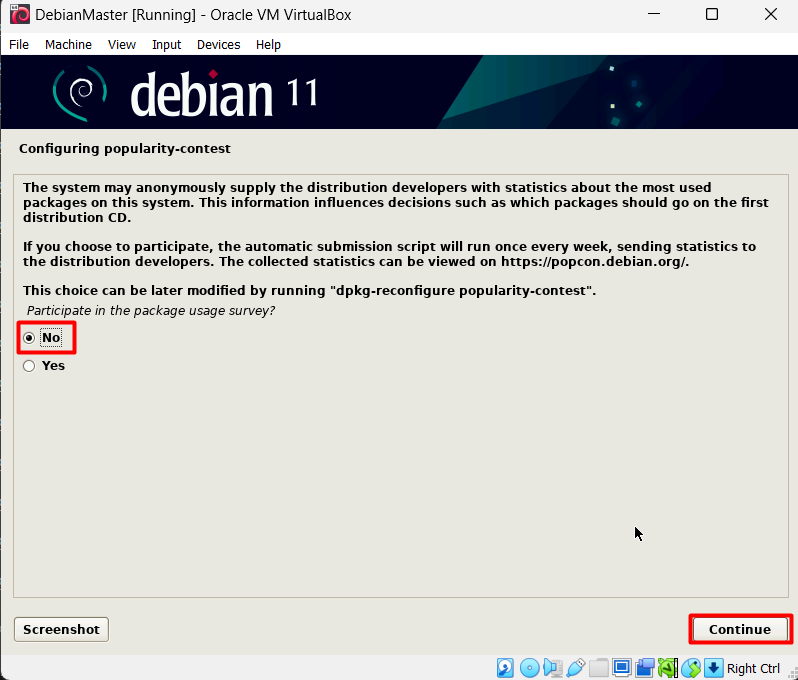 DebianMaster [Running] - Oracle VM VirtualBox
File Machine View Input Devices Help
debian 11
Configuring popularity-contest
The system may anonymously supply the distribution developers with statistics about the most used
packages on this system. This information influences decisions such as which packages should go on the first
distribution CD.
If you choose to participate, the automatic submission script will run once every week, sending statistics to
the distribution developers. The collected statistics can be viewed on https://popcon.debian.org/.
This choice can be later modified by running "dpkg-reconfigure popularity-contest".
Participate in the package usage survey?
No
Yes
Screenshot
Continue
Right Ctrl